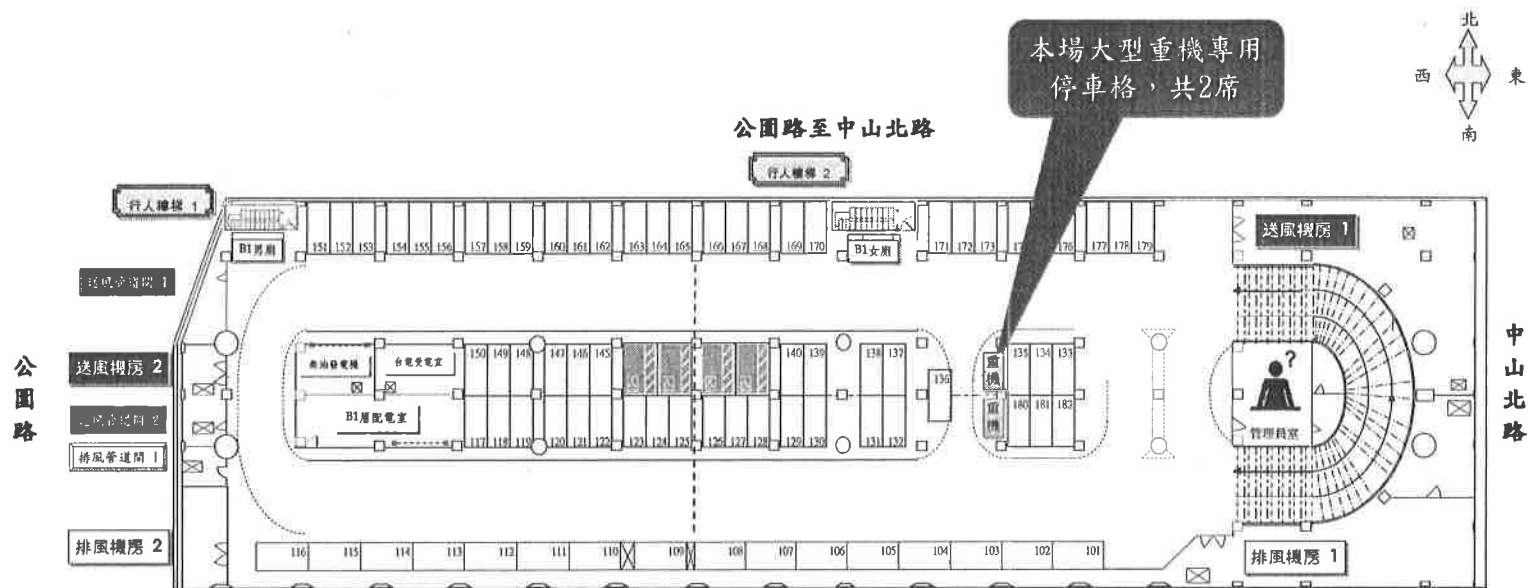 本場大型重機專用
停車格，共2席
北
西
東
南
公園路至中山北路
行人樓梯 2
行人樓梯 1
151 152 153 154 155 156 157 158 159 160 161 162 163 164 165 166 167 168 169 170
171 172 173 176 177 178 179
B1男廁
B1女廁
送風機房 1
送風管道間 1
公園路
送風機房 2
排風管道間 1
排風機房 2
柴油發電機
台電受電室
B1層配電室
150 149 148 147 146 145 140 139 138 137
136
重機
135 134 133
117 118 119 120 121 122 123 124 125 126 127 128 129 130 131 132
重機
180 181 182
?
管理員室
中山北路
116 115 114 113 112 111 110 109 108 107 106 105 104 103 102 101
排風機房 1